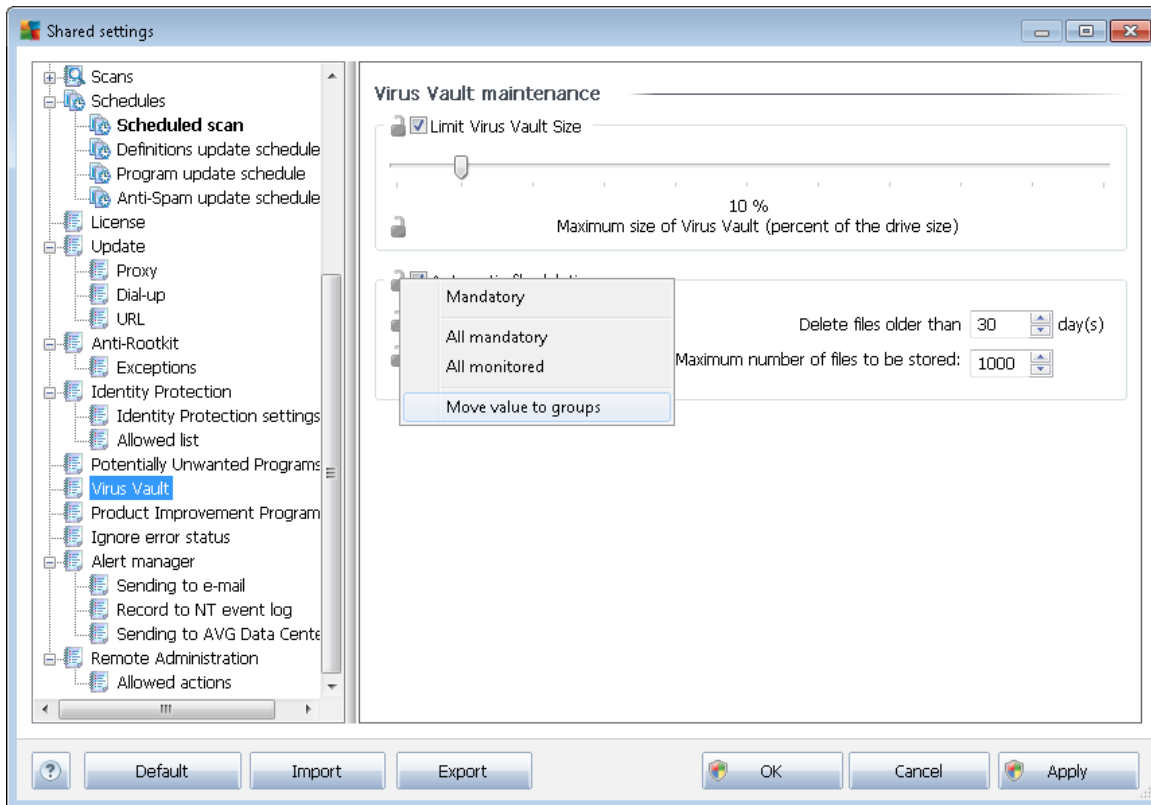 Shared settings
Scans
Schedules
Scheduled scan
Definitions update schedule
Program update schedule
Anti-Spam update schedule
License
Update
Proxy
Dial-up
URL
Anti-Rootkit
Exceptions
Identity Protection
Identity Protection settings
Allowed list
Potentially Unwanted Programs
Virus Vault
Product Improvement Program
Ignore error status
Alert manager
Sending to e-mail
Record to NT event log
Sending to AVG Data Cente
Remote Administration
Allowed actions
Virus Vault maintenance
Limit Virus Vault Size
10 %
Maximum size of Virus Vault (percent of the drive size)
Mandatory
All mandatory
All monitored
Move value to groups
Delete files older than 30 day(s)
Maximum number of files to be stored: 1000
?
Default
Import
Export
OK
Cancel
Apply